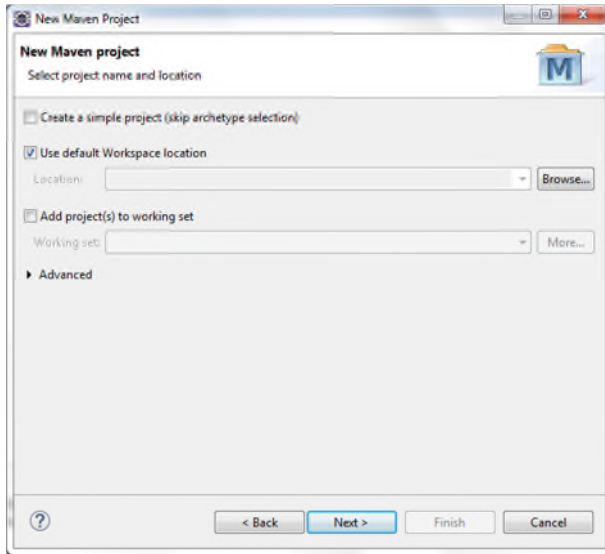 New Maven Project
New Maven project
Select project name and location
M
Create a simple project (skip archetype selection)
Use default Workspace location
Location:
Browse...
Add project(s) to working set
Working set:
More...
Advanced
?
< Back
Next >
Finish
Cancel